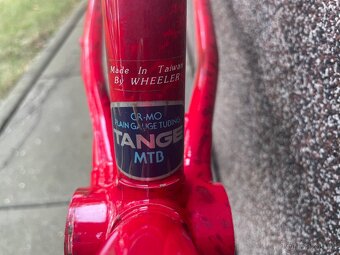 Made In Taiwan
By WHEELER
CR-MO
PLAIN GAUGE TUBING
TANGE
MTB